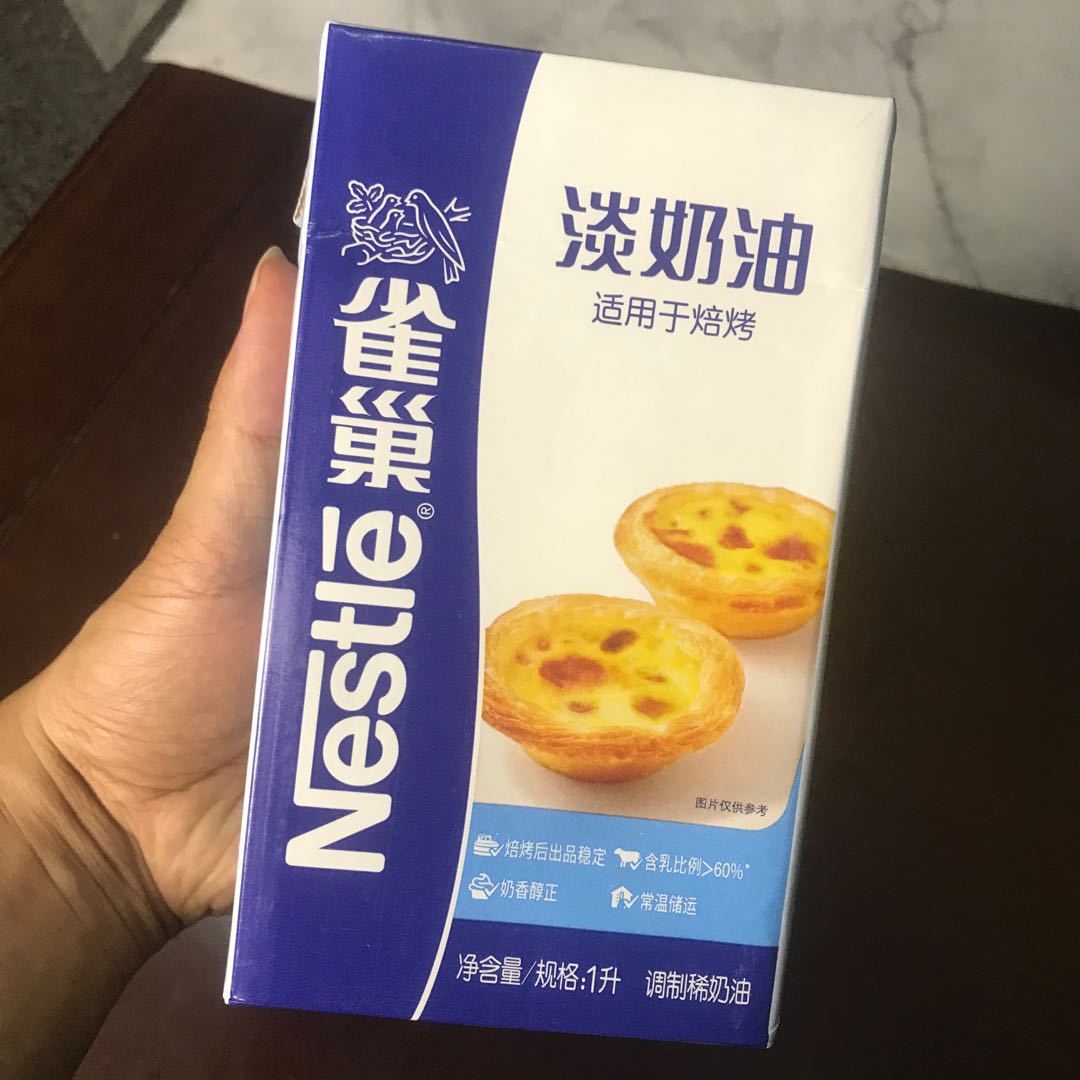 雀巢
Nestlē®
淡奶油
适用于焙烤
图片仅供参考
焙烤后出品稳定
含乳比例>60%*
奶香醇正
常温储运
净含量/规格:1升 调制稀奶油